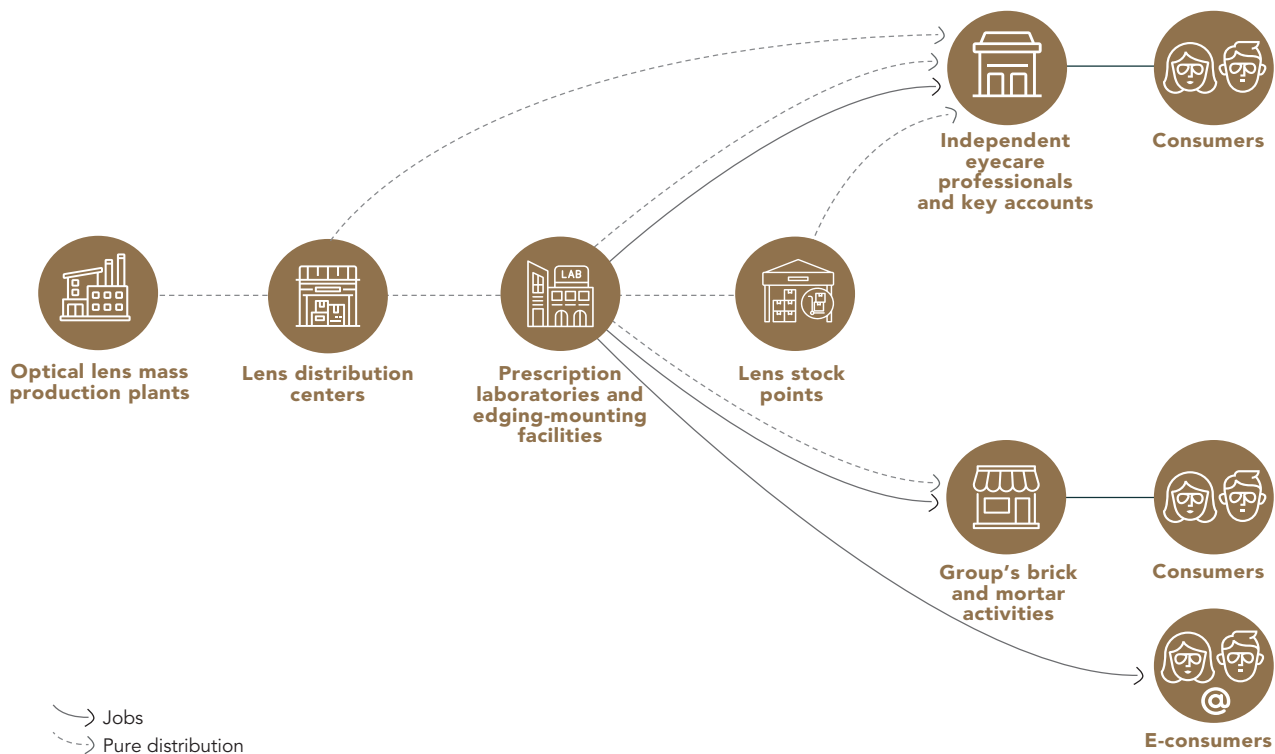 Independent
eyecare
professionals
and key accounts
Consumers
LAB
Optical lens mass
production plants
Lens distribution
centers
Prescription
laboratories and
edging-mounting
facilities
Lens stock
points
Group's brick
and mortar
activities
Consumers
@
E-consumers
Jobs
Pure distribution